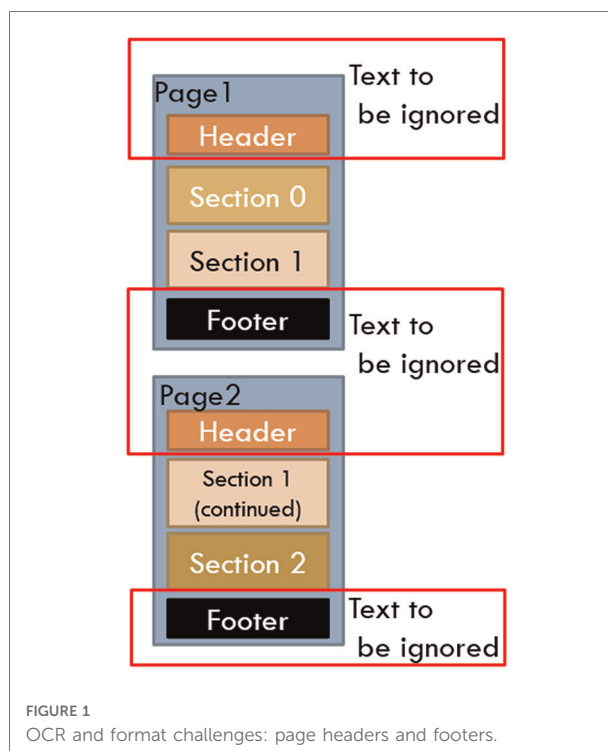 Text to
be ignored
Page1
Header
Section 0
Section 1
Footer
Text to
be ignored
Page2
Header
Section 1
(continued)
Section 2
Footer
Text to
be ignored
FIGURE 1
OCR and format challenges: page headers and footers.